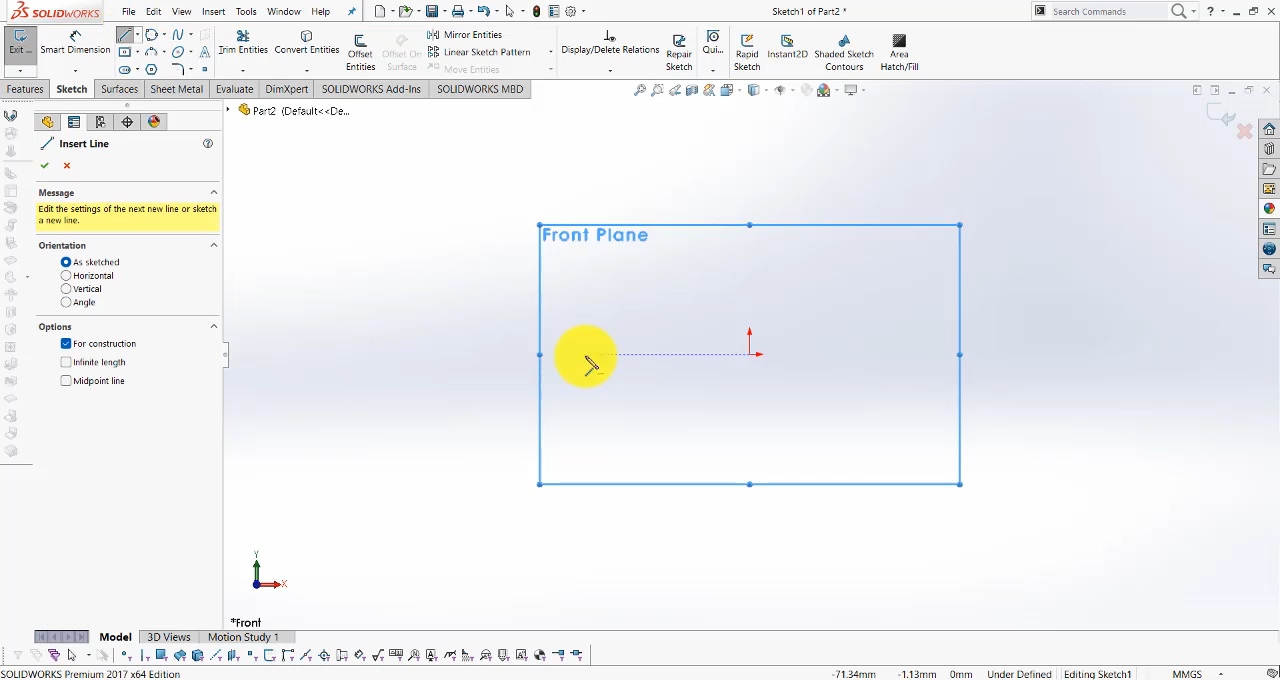 SOLIDWORKS File Edit View Insert Tools Window Help Sketch1 of Part2 * Search Commands ?
Exit... Smart Dimension Trim Entities Convert Entities Offset Entities Offset On Surface Mirror Entities Linear Sketch Pattern Move Entities Display/Delete Relations Repair Sketch Qui... Rapid Sketch Instant2D Shaded Sketch Contours Area Hatch/Fill
Features Sketch Surfaces Sheet Metal Evaluate DimXpert SOLIDWORKS Add-Ins SOLIDWORKS MBD
Part2 (Default<<De...
Insert Line
Message
Edit the settings of the next new line or sketch
a new line.
Orientation
As sketched
Horizontal
Vertical
Angle
Options
For construction
Infinite length
Midpoint line
Front Plane
Y
X
*Front
Model 3D Views Motion Study 1
SOLIDWORKS Premium 2017 x64 Edition -71.34mm -1.13mm 0mm Under Defined Editing Sketch1 MMGS